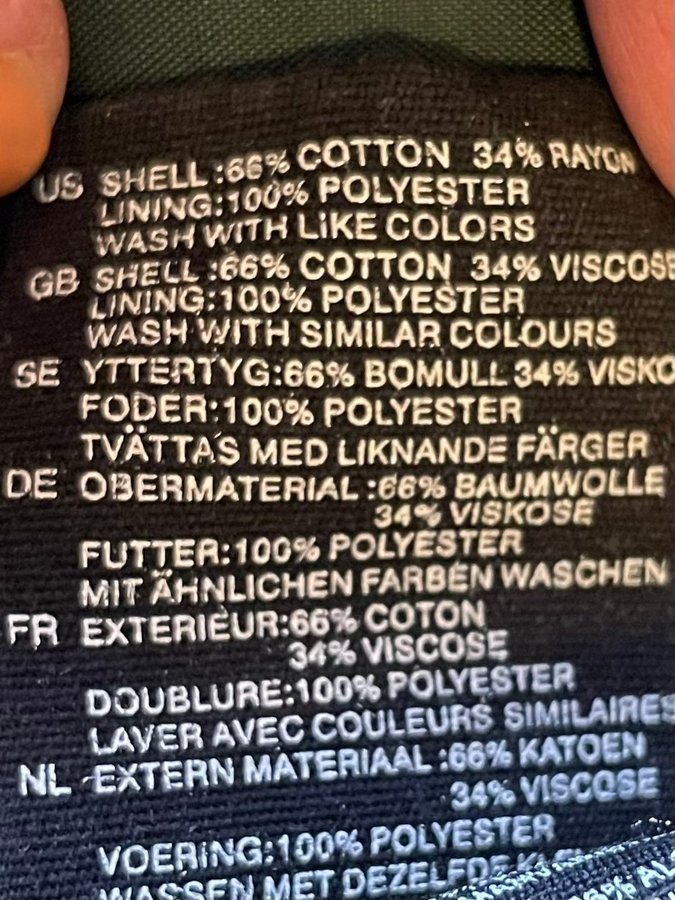 US SHELL:66% COTTON 34% RAYON
LINING:100% POLYESTER
WASH WITH LIKE COLORS
GB SHELL:66% COTTON 34% VISCOSE
LINING:100% POLYESTER
WASH WITH SIMILAR COLOURS
SE YTTERTYG:66% BOMULL 34% VISKO
FODER:100% POLYESTER
TVÄTTAS MED LIKNANDE FÄRGER
DE OBERMATERIAL:66% BAUMWOLLE
34% VISKOSE
FUTTER:100% POLYESTER
MIT ÄHNLICHEN FARBEN WASCHEN
FR EXTERIEUR:66% COTON
34% VISCOSE
DOUBLURE:100% POLYESTER
LAVER AVEC COULEURS SIMILAIRES
NL EXTERN MATERIAAL:66% KATOEN
34% VISCOSE
VOERING:100% POLYESTER
WASSEN MET DEZELFDE